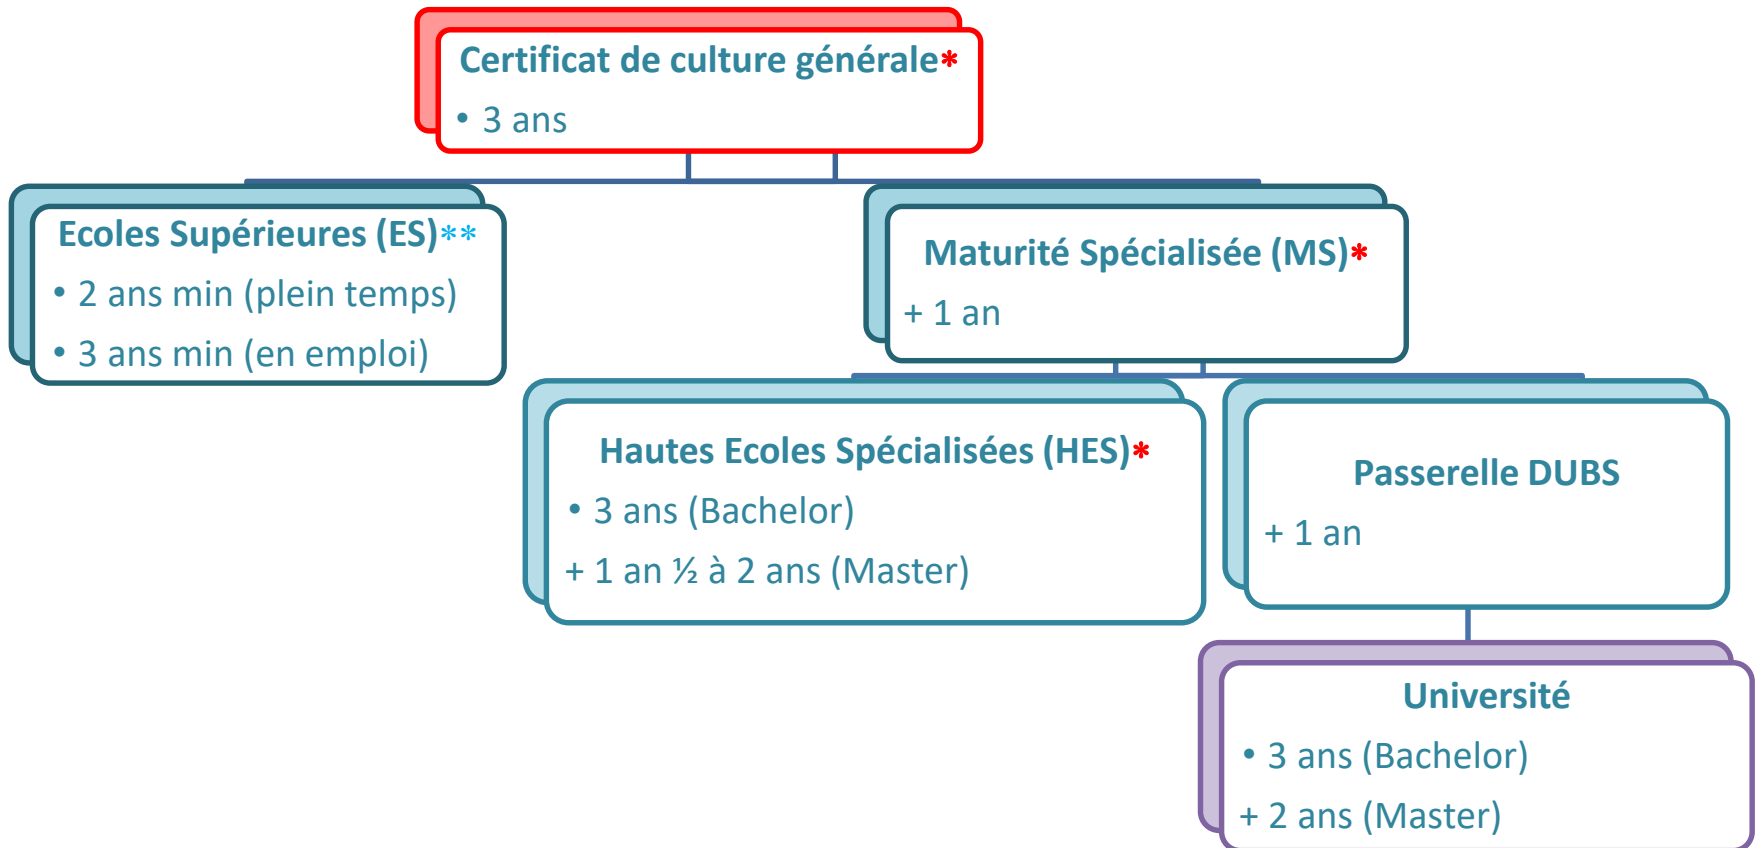 Certificat de culture générale*
• 3 ans
Ecoles Supérieures (ES)**
• 2 ans min (plein temps)
• 3 ans min (en emploi)
Maturité Spécialisée (MS)*
+ 1 an
Hautes Ecoles Spécialisées (HES)*
• 3 ans (Bachelor)
+ 1 an ½ à 2 ans (Master)
Passerelle DUBS
+ 1 an
Université
• 3 ans (Bachelor)
+ 2 ans (Master)